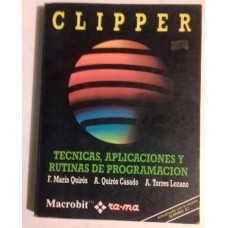 CLIPPER
TECNICAS, APLICACIONES Y
RUTINAS DE PROGRAMACION
F. Marín Quirós A. Quirós Casado A. Torres Lozano
Macrobit ra-ma